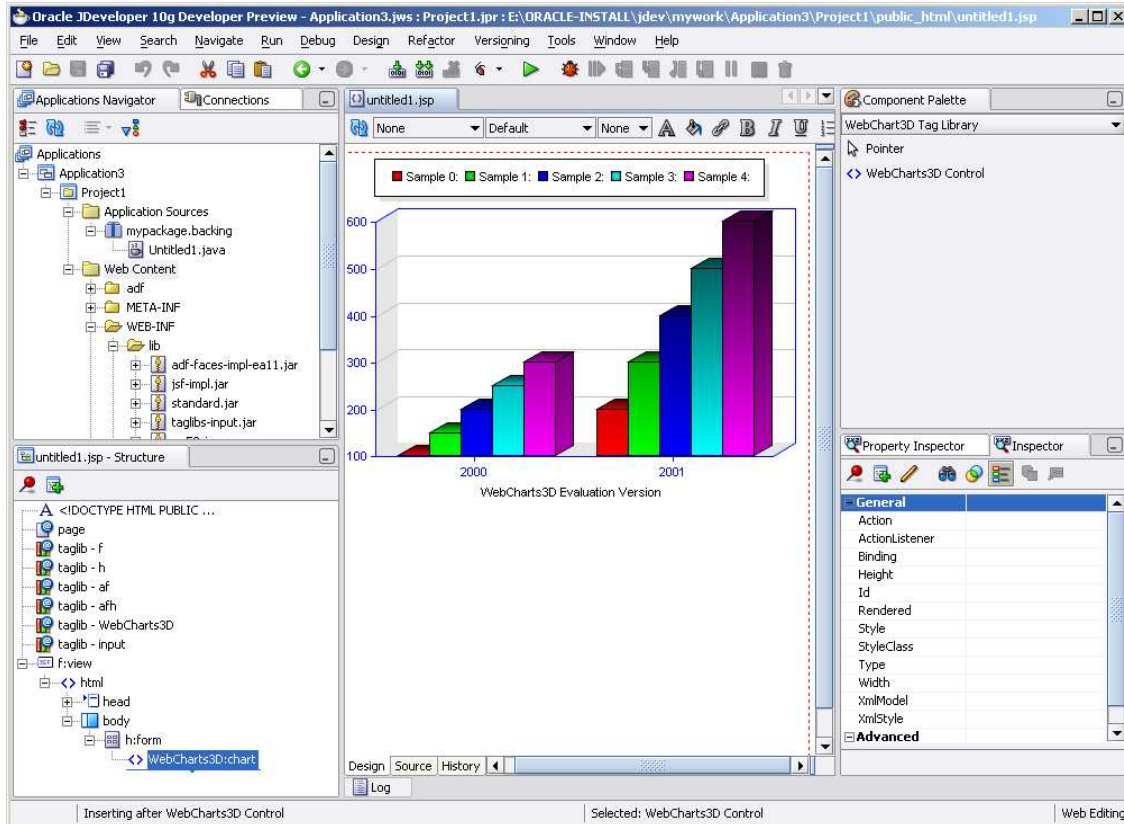 Oracle JDeveloper 10g Developer Preview - Application3.jws : Project1.jpr : E:\ORACLE-INSTALL\jdev\mywork\Application3\Project1\public_html\untitled1.jsp
File Edit View Search Navigate Run Debug Design Refactor Versioning Tools Window Help
Applications Navigator
Connections
Applications
Application3
Project1
Application Sources
mypackage.backing
Untitled1.java
Web Content
adf
META-INF
WEB-INF
lib
adf-faces-impl-ea11.jar
jsf-impl.jar
standard.jar
taglibs-input.jar
untitled1.jsp - Structure
<!DOCTYPE HTML PUBLIC ...
page
taglib - f
taglib - h
taglib - af
taglib - afh
taglib - WebCharts3D
taglib - input
f:view
html
head
body
h:form
WebCharts3D:chart
untitled1.jsp
None Default None A B I U
Sample 0: Sample 1: Sample 2: Sample 3: Sample 4:
600
500
400
300
200
100
2000 2001
WebCharts3D Evaluation Version
Design Source History
Log
Component Palette
WebChart3D Tag Library
Pointer
WebCharts3D Control
Property Inspector
Inspector
General
Action
ActionListener
Binding
Height
Id
Rendered
Style
StyleClass
Type
Width
XmlModel
XmlStyle
Advanced
Inserting after WebCharts3D Control
Selected: WebCharts3D Control
Web Editing